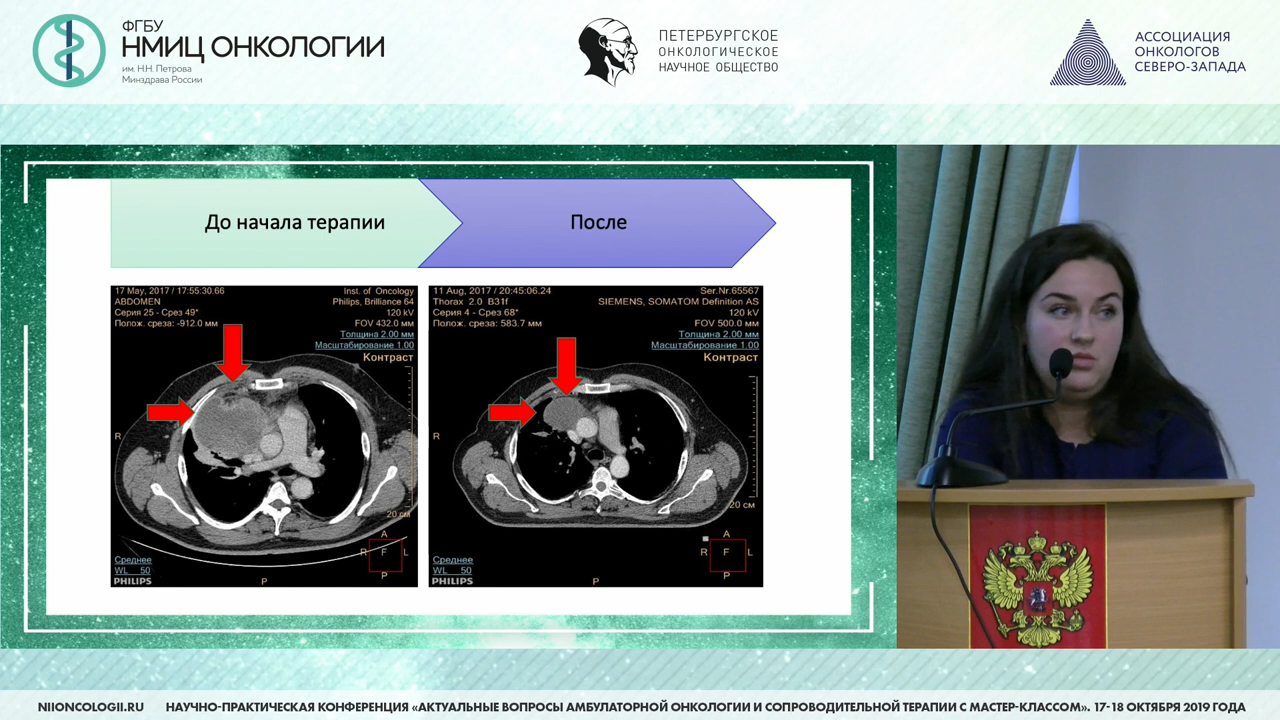 ФГБУ
НМИЦ ОНКОЛОГИИ
им. Н.Н. Петрова
Минздрава России
ПЕТЕРБУРГСКОЕ
ОНКОЛОГИЧЕСКОЕ
НАУЧНОЕ ОБЩЕСТВО
АССОЦИАЦИЯ
ОНКОЛОГОВ
СЕВЕРО-ЗАПАДА
До начала терапии
После
17 May, 2017 / 17:55:30.66
ABDOMEN
Серия 25 - Срез 49*
Полож. среза: -912.0 мм
Inst. of Oncology
Philips, Brilliance 64
120 kV
FOV 432.0 мм
Толщина 2.00 мм
Масштабирование 1.00
Контраст
R
20 см
A
R F L
P
Среднее
WL 50
PHILIPS
P
11 Aug, 2017 / 20:45:06.24
Thorax 2.0 B31f
Серия 4 - Срез 68*
Полож. среза: 583.7 мм
Ser.Nr.65567
SIEMENS, SOMATOM Definition AS
120 kV
FOV 500.0 мм
Толщина 2.00 мм
Масштабирование 1.00
Контраст
R
20 см
A
R F L
P
Среднее
WL 50
PHILIPS
P
NIIONCOLOGII.RU НАУЧНО-ПРАКТИЧЕСКАЯ КОНФЕРЕНЦИЯ «АКТУАЛЬНЫЕ ВОПРОСЫ АМБУЛАТОРНОЙ ОНКОЛОГИИ И СОПРОВОДИТЕЛЬНОЙ ТЕРАПИИ С МАСТЕР-КЛАССОМ». 17-18 ОКТЯБРЯ 2019 ГОДА